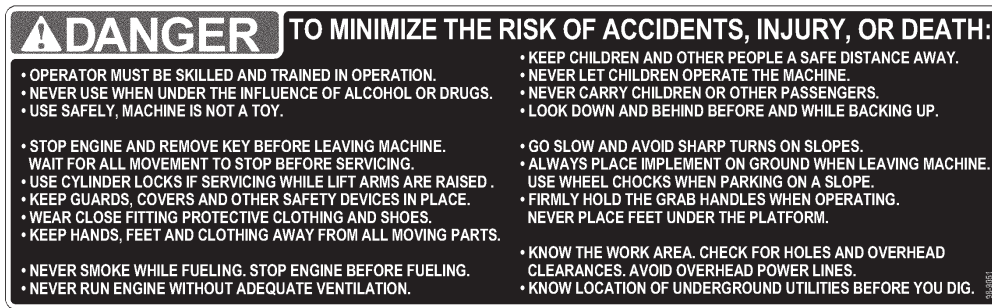 DANGER TO MINIMIZE THE RISK OF ACCIDENTS, INJURY, OR DEATH:
• OPERATOR MUST BE SKILLED AND TRAINED IN OPERATION.
• NEVER USE WHEN UNDER THE INFLUENCE OF ALCOHOL OR DRUGS.
• USE SAFELY, MACHINE IS NOT A TOY.
• STOP ENGINE AND REMOVE KEY BEFORE LEAVING MACHINE.
WAIT FOR ALL MOVEMENT TO STOP BEFORE SERVICING.
• USE CYLINDER LOCKS IF SERVICING WHILE LIFT ARMS ARE RAISED .
• KEEP GUARDS, COVERS AND OTHER SAFETY DEVICES IN PLACE.
• WEAR CLOSE FITTING PROTECTIVE CLOTHING AND SHOES.
• KEEP HANDS, FEET AND CLOTHING AWAY FROM ALL MOVING PARTS.
• NEVER SMOKE WHILE FUELING. STOP ENGINE BEFORE FUELING.
• NEVER RUN ENGINE WITHOUT ADEQUATE VENTILATION.
• KEEP CHILDREN AND OTHER PEOPLE A SAFE DISTANCE AWAY.
• NEVER LET CHILDREN OPERATE THE MACHINE.
• NEVER CARRY CHILDREN OR OTHER PASSENGERS.
• LOOK DOWN AND BEHIND BEFORE AND WHILE BACKING UP.
• GO SLOW AND AVOID SHARP TURNS ON SLOPES.
• ALWAYS PLACE IMPLEMENT ON GROUND WHEN LEAVING MACHINE.
USE WHEEL CHOCKS WHEN PARKING ON A SLOPE.
• FIRMLY HOLD THE GRAB HANDLES WHEN OPERATING.
NEVER PLACE FEET UNDER THE PLATFORM.
• KNOW THE WORK AREA. CHECK FOR HOLES AND OVERHEAD
CLEARANCES. AVOID OVERHEAD POWER LINES.
• KNOW LOCATION OF UNDERGROUND UTILITIES BEFORE YOU DIG.